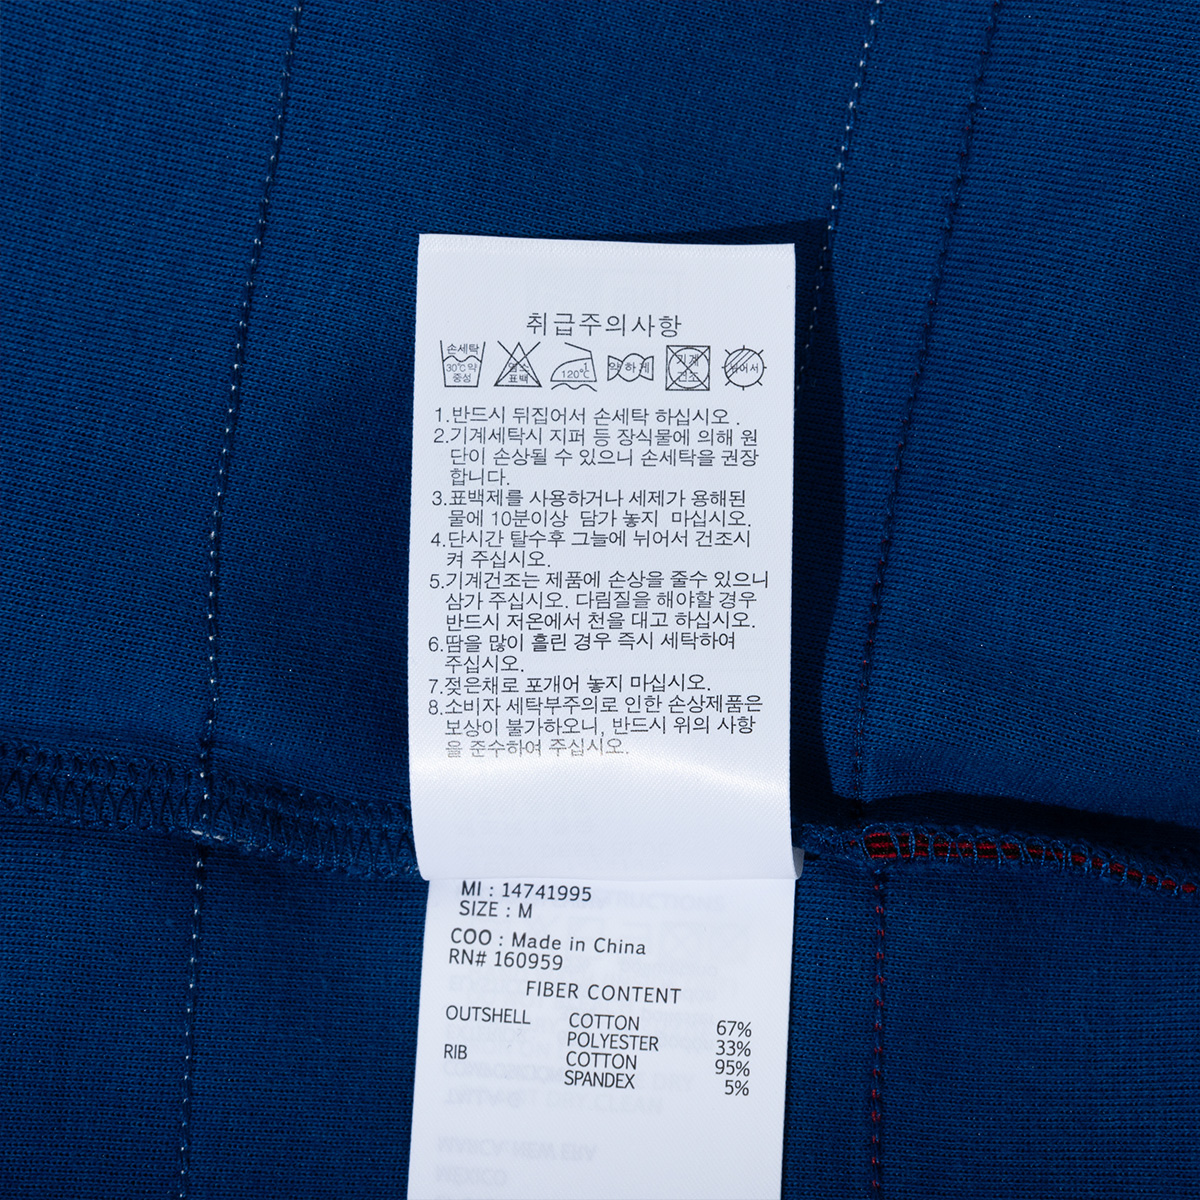 취급주의사항
손세탁
30℃약
중성
염소
표백
1
120℃
약하게
기계
건조
뉘어서
1.반드시 뒤집어서 손세탁 하십시오 .
2.기계세탁시 지퍼 등 장식물에 의해 원
단이 손상될 수 있으니 손세탁을 권장
합니다.
3.표백제를 사용하거나 세제가 용해된
물에 10분이상 담가 놓지 마십시오.
4.단시간 탈수후 그늘에 뉘어서 건조시
켜 주십시오.
5.기계건조는 제품에 손상을 줄수 있으니
삼가 주십시오. 다림질을 해야할 경우
반드시 저온에서 천을 대고 하십시오.
6.땀을 많이 흘린 경우 즉시 세탁하여
주십시오.
7.젖은채로 포개어 놓지 마십시오.
8.소비자 세탁부주의로 인한 손상제품은
보상이 불가하오니, 반드시 위의 사항
을 준수하여 주십시오.
MI : 14741995
SIZE : M
COO : Made in China
RN# 160959
FIBER CONTENT
OUTSHELL COTTON 67%
POLYESTER 33%
RIB COTTON 95%
SPANDEX 5%